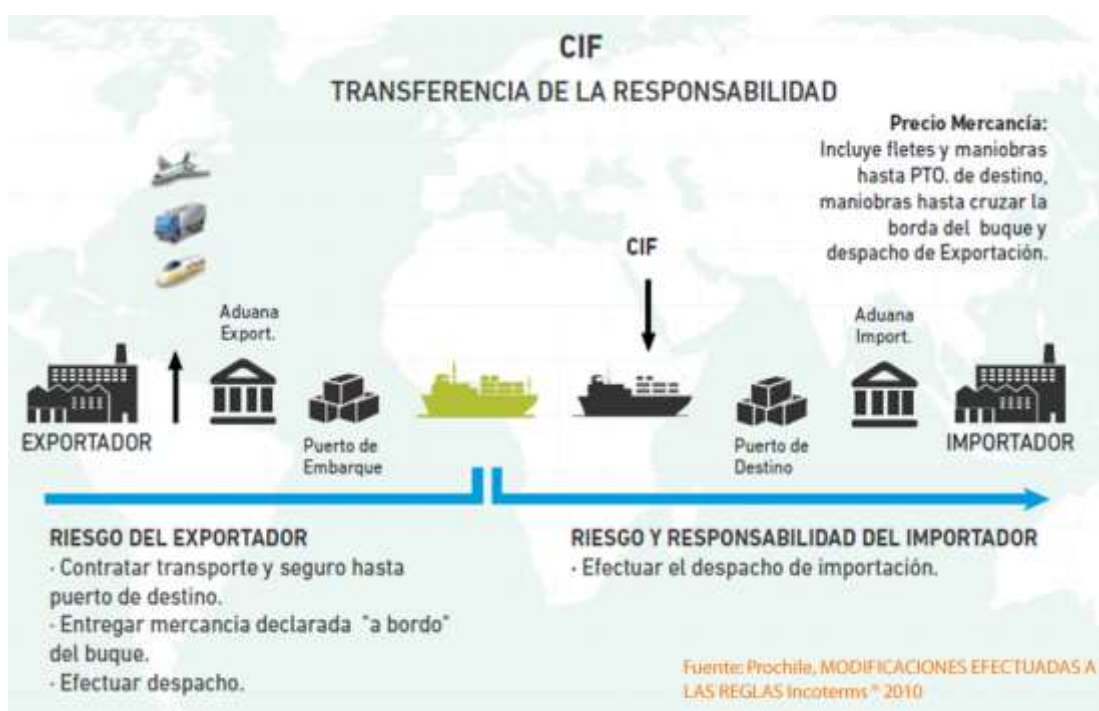 CIF
TRANSFERENCIA DE LA RESPONSABILIDAD
Precio Mercancía:
Incluye fletes y maniobras
hasta PTO. de destino,
maniobras hasta cruzar la
borda del buque y
despacho de Exportación.
CIF
Aduana
Export.
Aduana
Import.
EXPORTADOR
Puerto de
Embarque
Puerto de
Destino
IMPORTADOR
RIESGO DEL EXPORTADOR
· Contratar transporte y seguro hasta
puerto de destino.
· Entregar mercancia declarada "a bordo"
del buque.
· Efectuar despacho.
RIESGO Y RESPONSABILIDAD DEL IMPORTADOR
· Efectuar el despacho de importación.
Fuente: Prochile, MODIFICACIONES EFECTUADAS A
LAS REGLAS Incoterms ® 2010